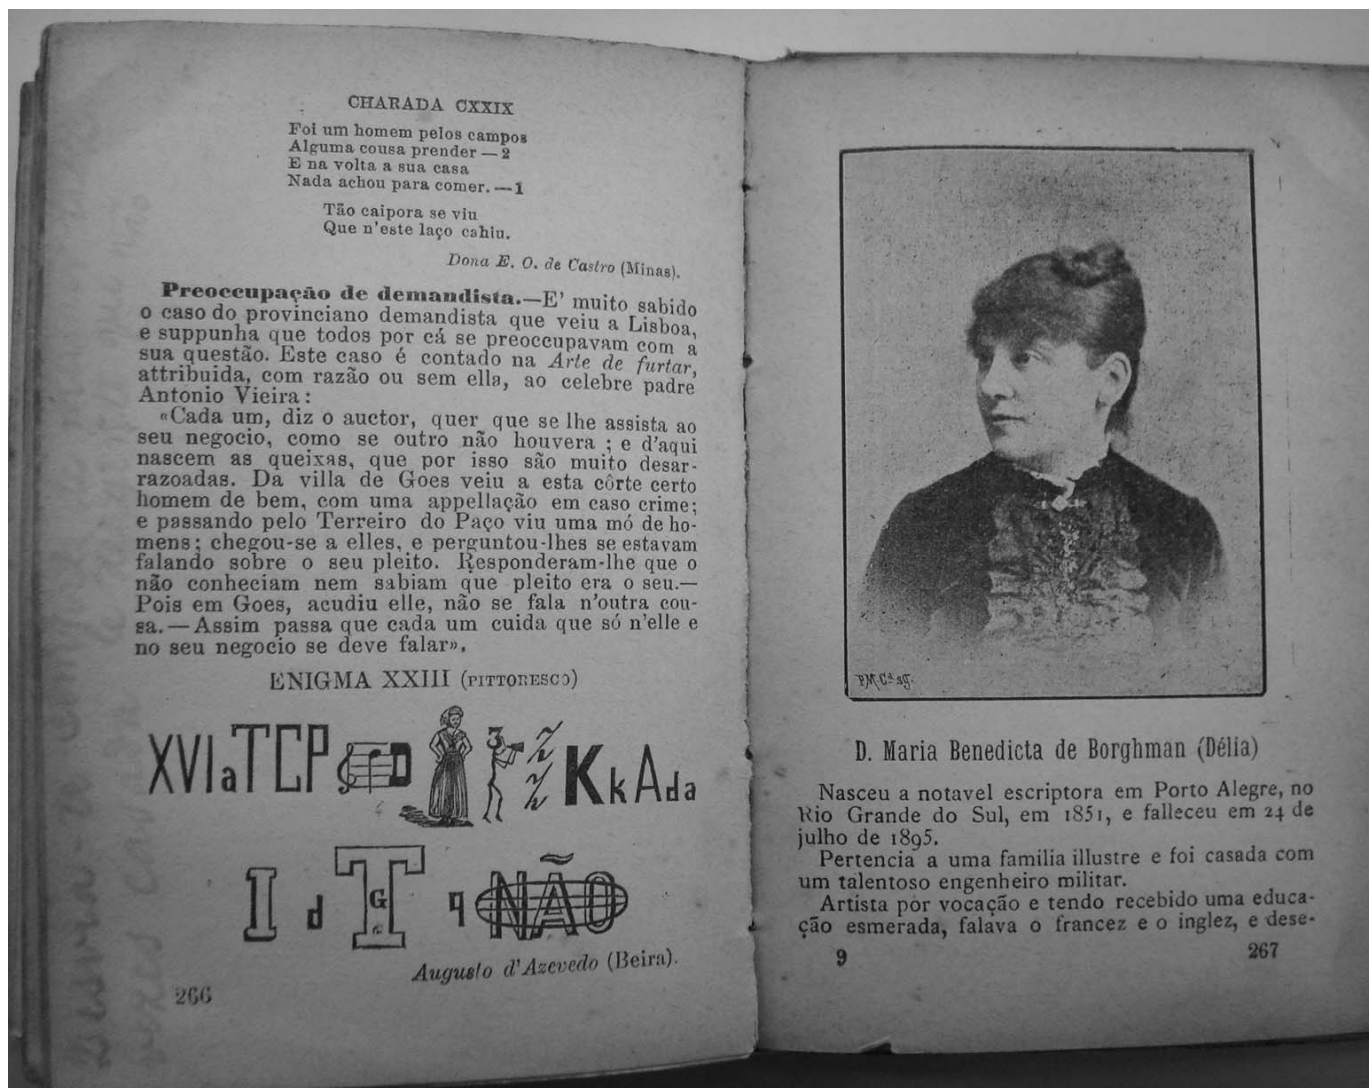 CHARADA CXXIX
Foi um homem pelos campos
Alguma cousa prender — 2
E na volta a sua casa
Nada achou para comer. — 1
Tão caipora se viu
Que n'este laço cahiu.
Dona E. O. de Castro (Minas).
Preoccupação de demandista.—E' muito sabido
o caso do provinciano demandista que veiu a Lisboa,
e suppunha que todos por cá se preoccupavam com a
sua questão. Este caso é contado na Arte de furtar,
attribuida, com razão ou sem ella, ao celebre padre
Antonio Vieira:
«Cada um, diz o auctor, quer que se lhe assista ao
seu negocio, como se outro não houvera ; e d'aqui
nascem as queixas, que por isso são muito desar-
razoadas. Da villa de Goes veiu a esta côrte certo
homem de bem, com uma appellação em caso crime;
e passando pelo Terreiro do Paço viu uma mó de ho-
mens; chegou-se a elles, e perguntou-lhes se estavam
falando sobre o seu pleito. Responderam-lhe que o
não conheciam nem sabiam que pleito era o seu.—
Pois em Goes, acudiu elle, não se fala n'outra cou-
sa.—Assim passa que cada um cuida que só n'elle e
no seu negocio se deve falar».
ENIGMA XXIII (PITTORESCO)
XVIaTCP D z z K k A da
I d T G q NÃO
Augusto d'Azevedo (Beira).
266
D. Maria Benedicta de Borghman (Délia)
Nasceu a notavel escriptora em Porto Alegre, no
Rio Grande do Sul, em 1851, e falleceu em 24 de
julho de 1895.
Pertencia a uma familia illustre e foi casada com
um talentoso engenheiro militar.
Artista por vocação e tendo recebido uma educa-
ção esmerada, falava o francez e o inglez, e dese-
9
267